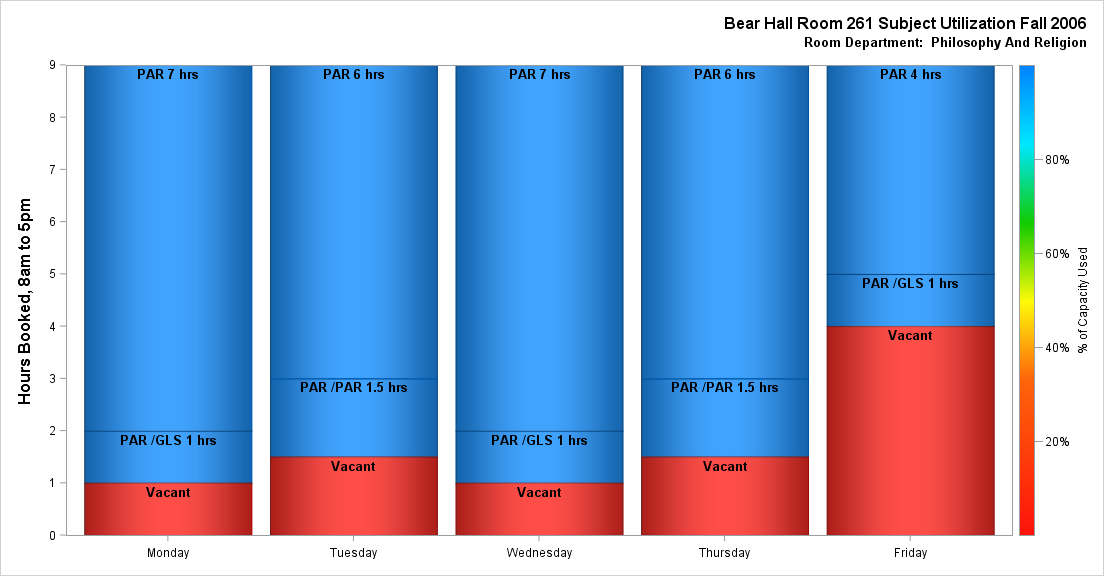 Bear Hall Room 261 Subject Utilization Fall 2006
Room Department:  Philosophy And Religion
Hours Booked, 8am to 5pm
9
8
7
6
5
4
3
2
1
0
PAR 7 hrs
PAR /GLS 1 hrs
Vacant
Monday
PAR 6 hrs
PAR /PAR 1.5 hrs
Vacant
Tuesday
PAR 7 hrs
PAR /GLS 1 hrs
Vacant
Wednesday
PAR 6 hrs
PAR /PAR 1.5 hrs
Vacant
Thursday
PAR 4 hrs
PAR /GLS 1 hrs
Vacant
Friday
80%
60%
40%
20%
% of Capacity Used